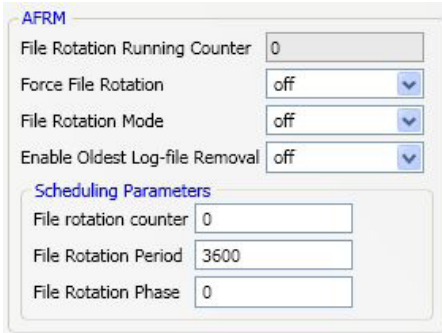 AFRM
File Rotation Running Counter 0
Force File Rotation off
File Rotation Mode off
Enable Oldest Log-file Removal off
Scheduling Parameters
File rotation counter 0
File Rotation Period 3600
File Rotation Phase 0